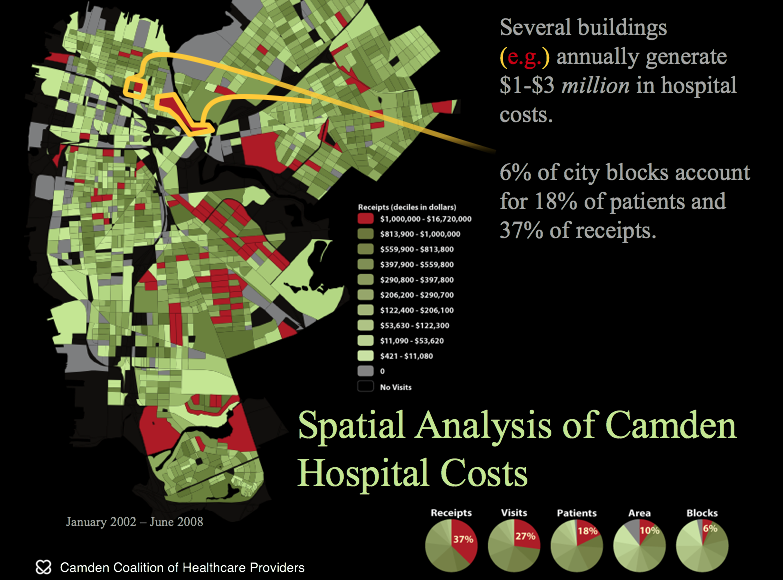 Several buildings
(e.g.) annually generate
$1-$3 million in hospital
costs.
6% of city blocks account
for 18% of patients and
37% of receipts.
Receipts (deciles in dollars)
$1,000,000 - $16,720,000
$813,900 - $1,000,000
$559,900 - $813,800
$397,900 - $559,800
$290,800 - $397,800
$206,200 - $290,700
$122,400 - $206,100
$53,630 - $122,300
$11,090 - $53,620
$421 - $11,080
0
No Visits
Spatial Analysis of Camden
Hospital Costs
January 2002 – June 2008
Receipts Visits Patients Area Blocks
37% 27% 18% 10% 6%
Camden Coalition of Healthcare Providers